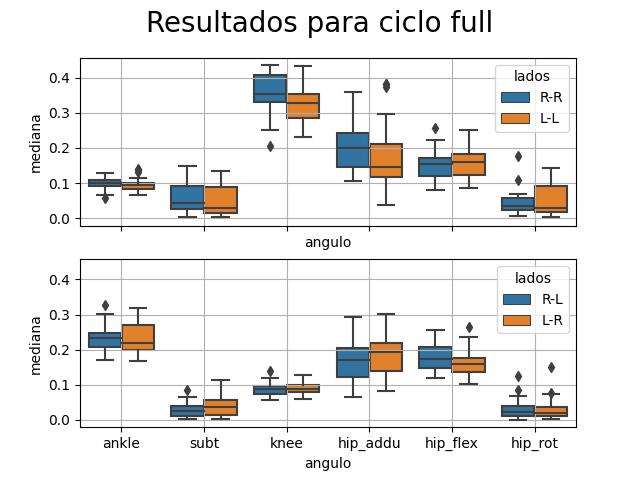 Resultados para ciclo full
0.4
0.3
0.2
0.1
0.0
mediana
lados
R-R
L-L
angulo
0.4
0.3
0.2
0.1
0.0
mediana
lados
R-L
L-R
ankle subt knee hip_addu hip_flex hip_rot
angulo